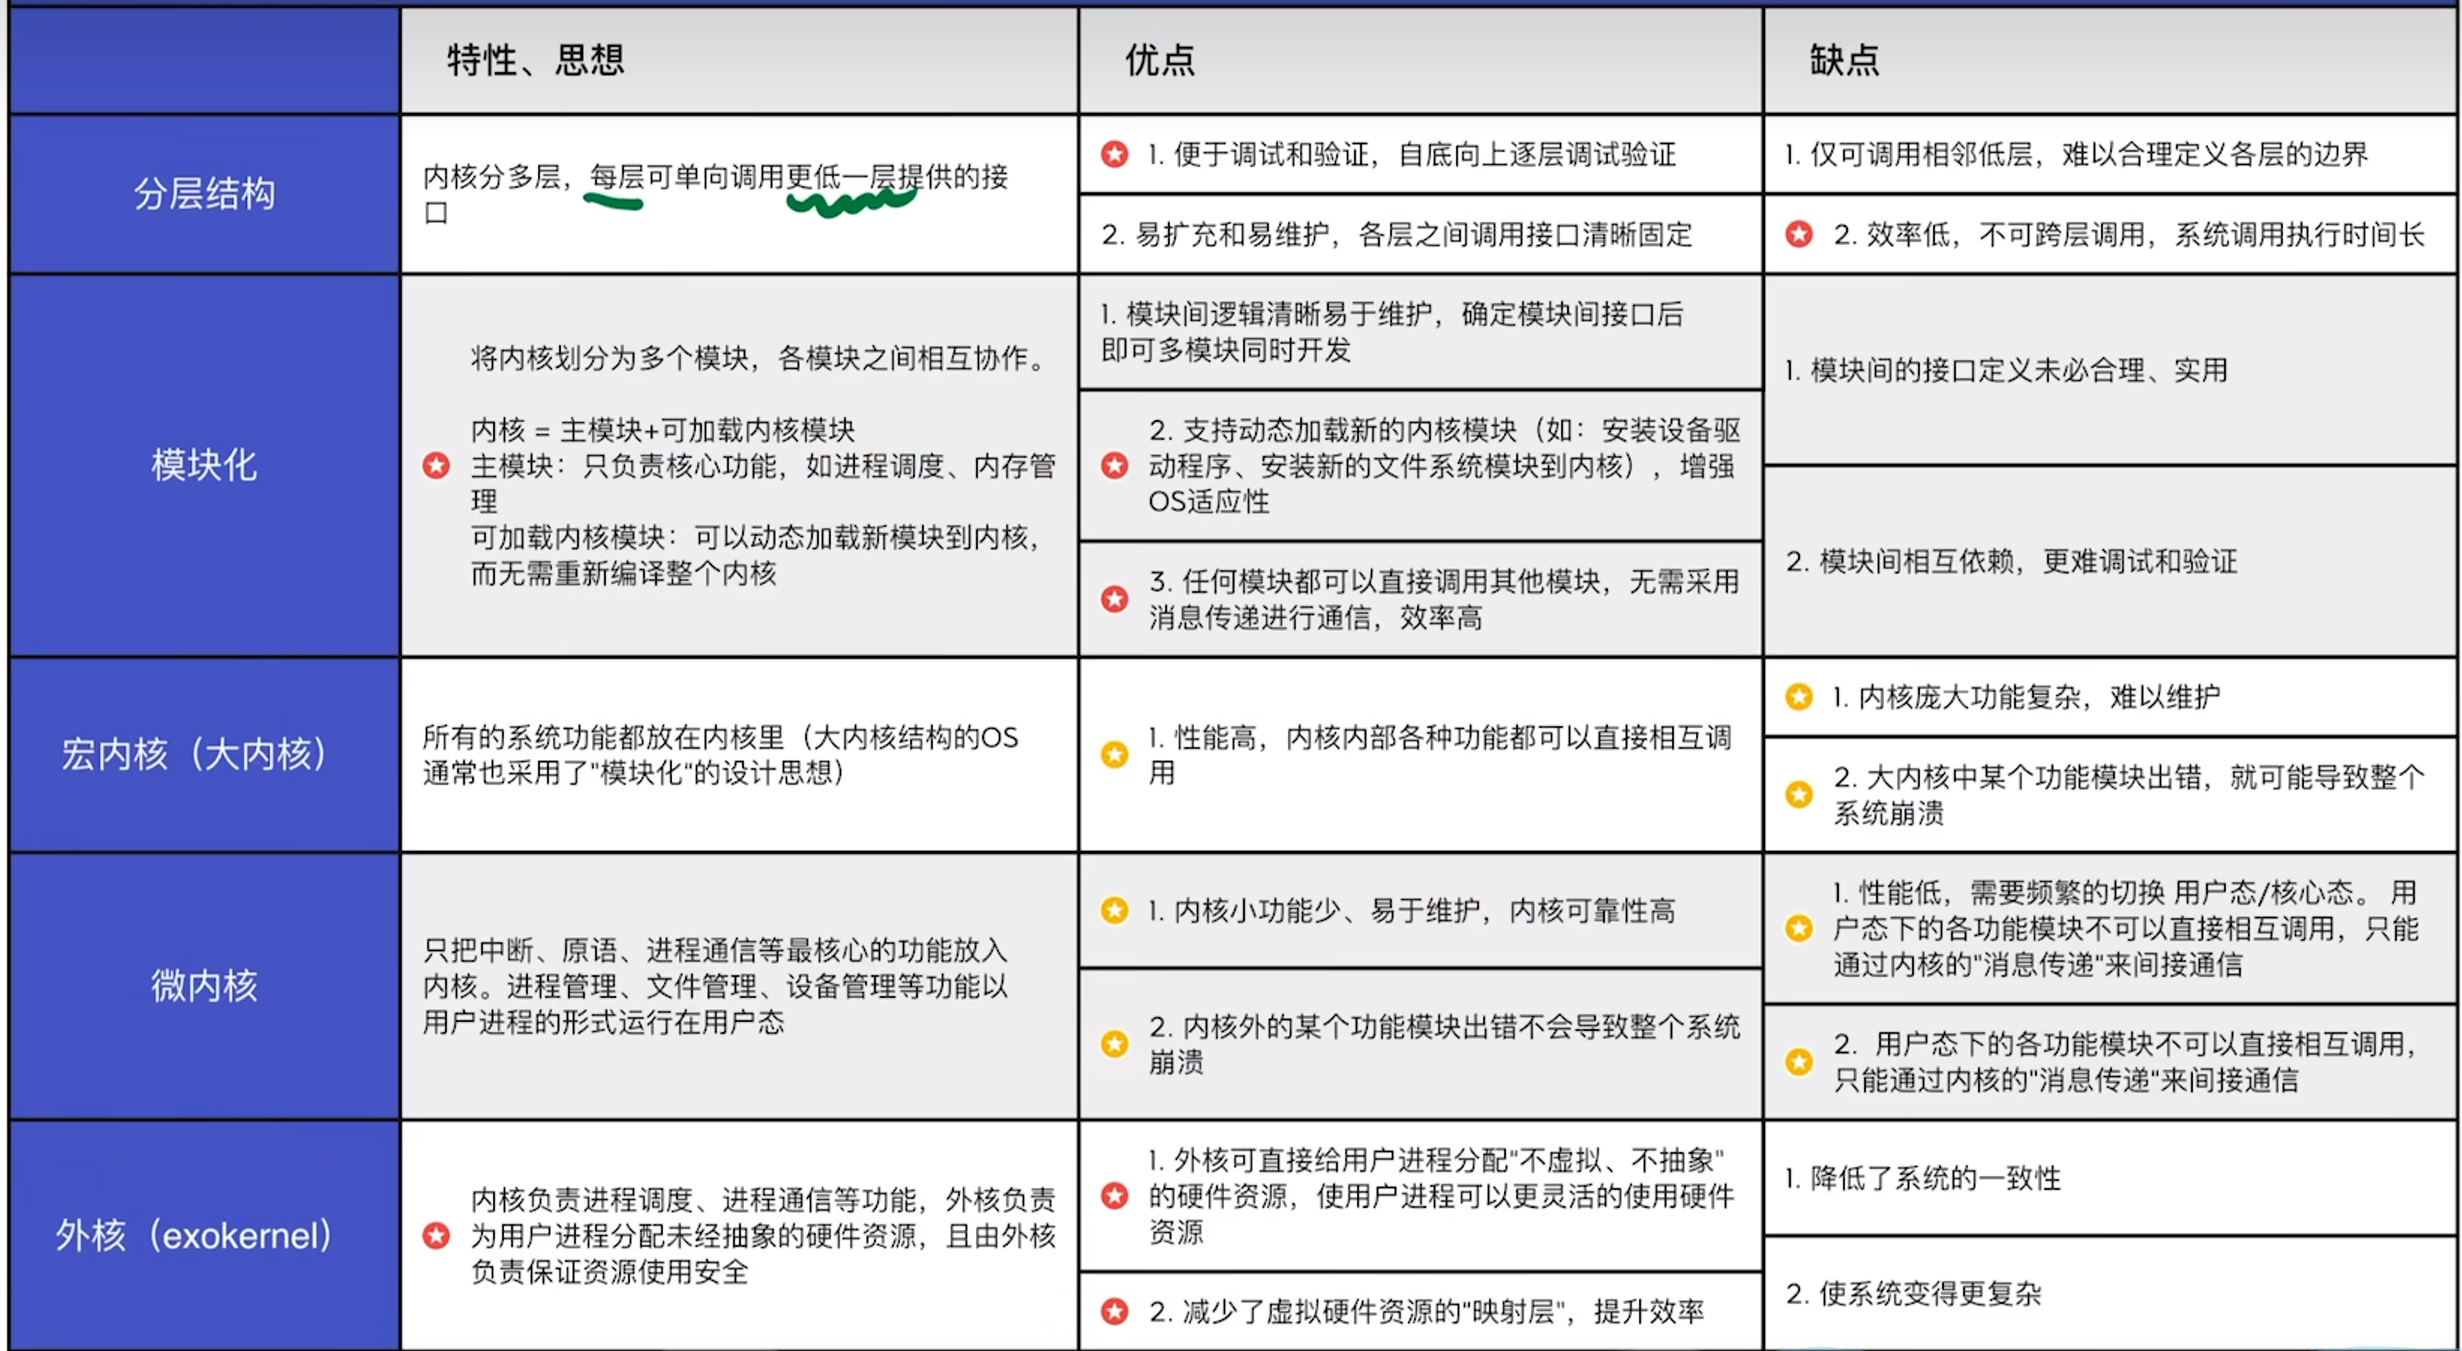 特性、思想
优点
缺点
分层结构
内核分多层，每层可单向调用更低一层提供的接
口
1. 便于调试和验证，自底向上逐层调试验证
2. 易扩充和易维护，各层之间调用接口清晰固定
1. 仅可调用相邻低层，难以合理定义各层的边界
2. 效率低，不可跨层调用，系统调用执行时间长
模块化
将内核划分为多个模块，各模块之间相互协作。
内核 = 主模块+可加载内核模块
主模块：只负责核心功能，如进程调度、内存管
理
可加载内核模块：可以动态加载新模块到内核，
而无需重新编译整个内核
1. 模块间逻辑清晰易于维护，确定模块间接口后
即可多模块同时开发
2. 支持动态加载新的内核模块（如：安装设备驱
动程序、安装新的文件系统模块到内核），增强
OS适应性
3. 任何模块都可以直接调用其他模块，无需采用
消息传递进行通信，效率高
1. 模块间的接口定义未必合理、实用
2. 模块间相互依赖，更难调试和验证
宏内核（大内核）
所有的系统功能都放在内核里（大内核结构的OS
通常也采用了"模块化"的设计思想）
1. 性能高，内核内部各种功能都可以直接相互调
用
1. 内核庞大功能复杂，难以维护
2. 大内核中某个功能模块出错，就可能导致整个
系统崩溃
微内核
只把中断、原语、进程通信等最核心的功能放入
内核。进程管理、文件管理、设备管理等功能以
用户进程的形式运行在用户态
1. 内核小功能少、易于维护，内核可靠性高
2. 内核外的某个功能模块出错不会导致整个系统
崩溃
1. 性能低，需要频繁的切换 用户态/核心态。 用
户态下的各功能模块不可以直接相互调用，只能
通过内核的"消息传递"来间接通信
2. 用户态下的各功能模块不可以直接相互调用，
只能通过内核的"消息传递"来间接通信
外核（exokernel）
内核负责进程调度、进程通信等功能，外核负责
为用户进程分配未经抽象的硬件资源，且由外核
负责保证资源使用安全
1. 外核可直接给用户进程分配"不虚拟、不抽象"
的硬件资源，使用户进程可以更灵活的使用硬件
资源
2. 减少了虚拟硬件资源的"映射层"，提升效率
1. 降低了系统的一致性
2. 使系统变得更复杂